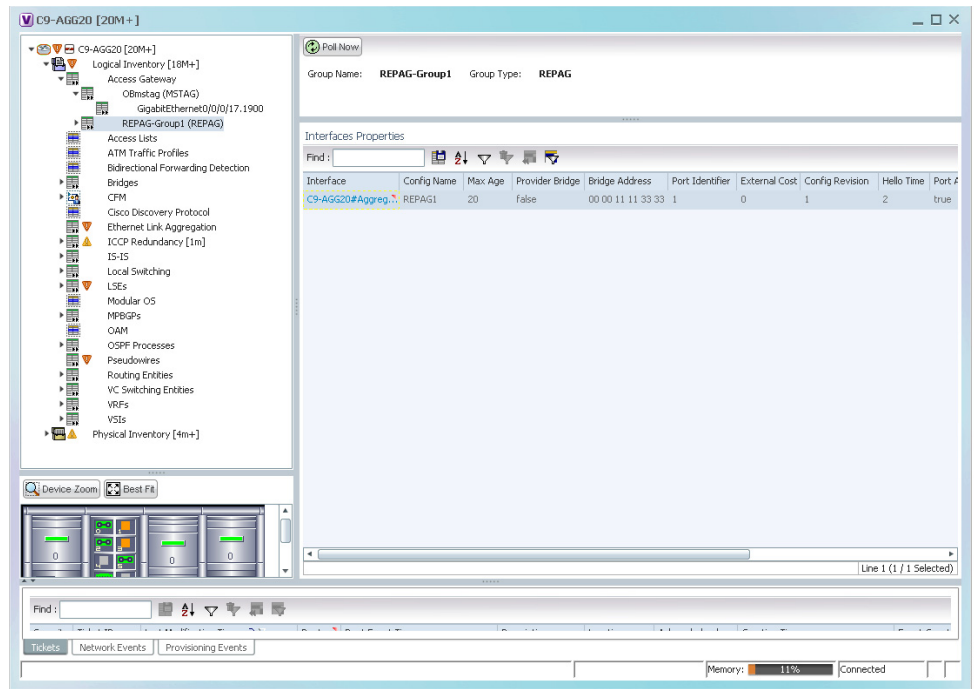 C9-AGG20 [20M+]
C9-AGG20 [20M+]
Logical Inventory [18M+]
Access Gateway
OBmstag (MSTAG)
GigabitEthernet0/0/0/17.1900
REPAG-Group1 (REPAG)
Access Lists
ATM Traffic Profiles
Bidirectional Forwarding Detection
Bridges
CFM
Cisco Discovery Protocol
Ethernet Link Aggregation
ICCP Redundancy [1m]
IS-IS
Local Switching
LSEs
Modular OS
MPBGPs
OAM
OSPF Processes
Pseudowires
Routing Entities
VC Switching Entities
VRFs
VSIs
Physical Inventory [4m+]
Device Zoom Best Fit
0 0 0
Poll Now
Group Name: REPAG-Group1 Group Type: REPAG
Interfaces Properties
Find :
Interface Config Name Max Age Provider Bridge Bridge Address Port Identifier External Cost Config Revision Hello Time Port A
C9-AGG20#Aggreg... REPAG1 20 false 00 00 11 11 33 33 1 0 1 2 true
Line 1 (1 / 1 Selected)
Find :
Tickets Network Events Provisioning Events
Memory: 11% Connected